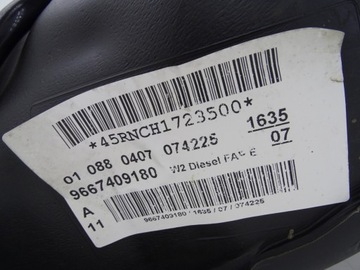 *45RNCH1723500*
01 088 0407 074225 1635
9667409180 W2 Diesel FAP E 07
A
11
9667409180 / 1635 / 07 / 074225